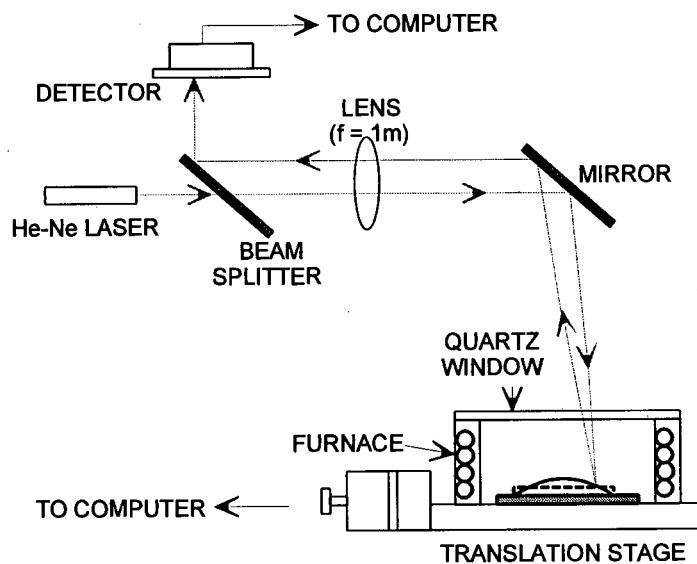 TO COMPUTER
DETECTOR
LENS
(f = 1m)
MIRROR
He-Ne LASER
BEAM
SPLITTER
QUARTZ
WINDOW
FURNACE
TO COMPUTER
TRANSLATION STAGE